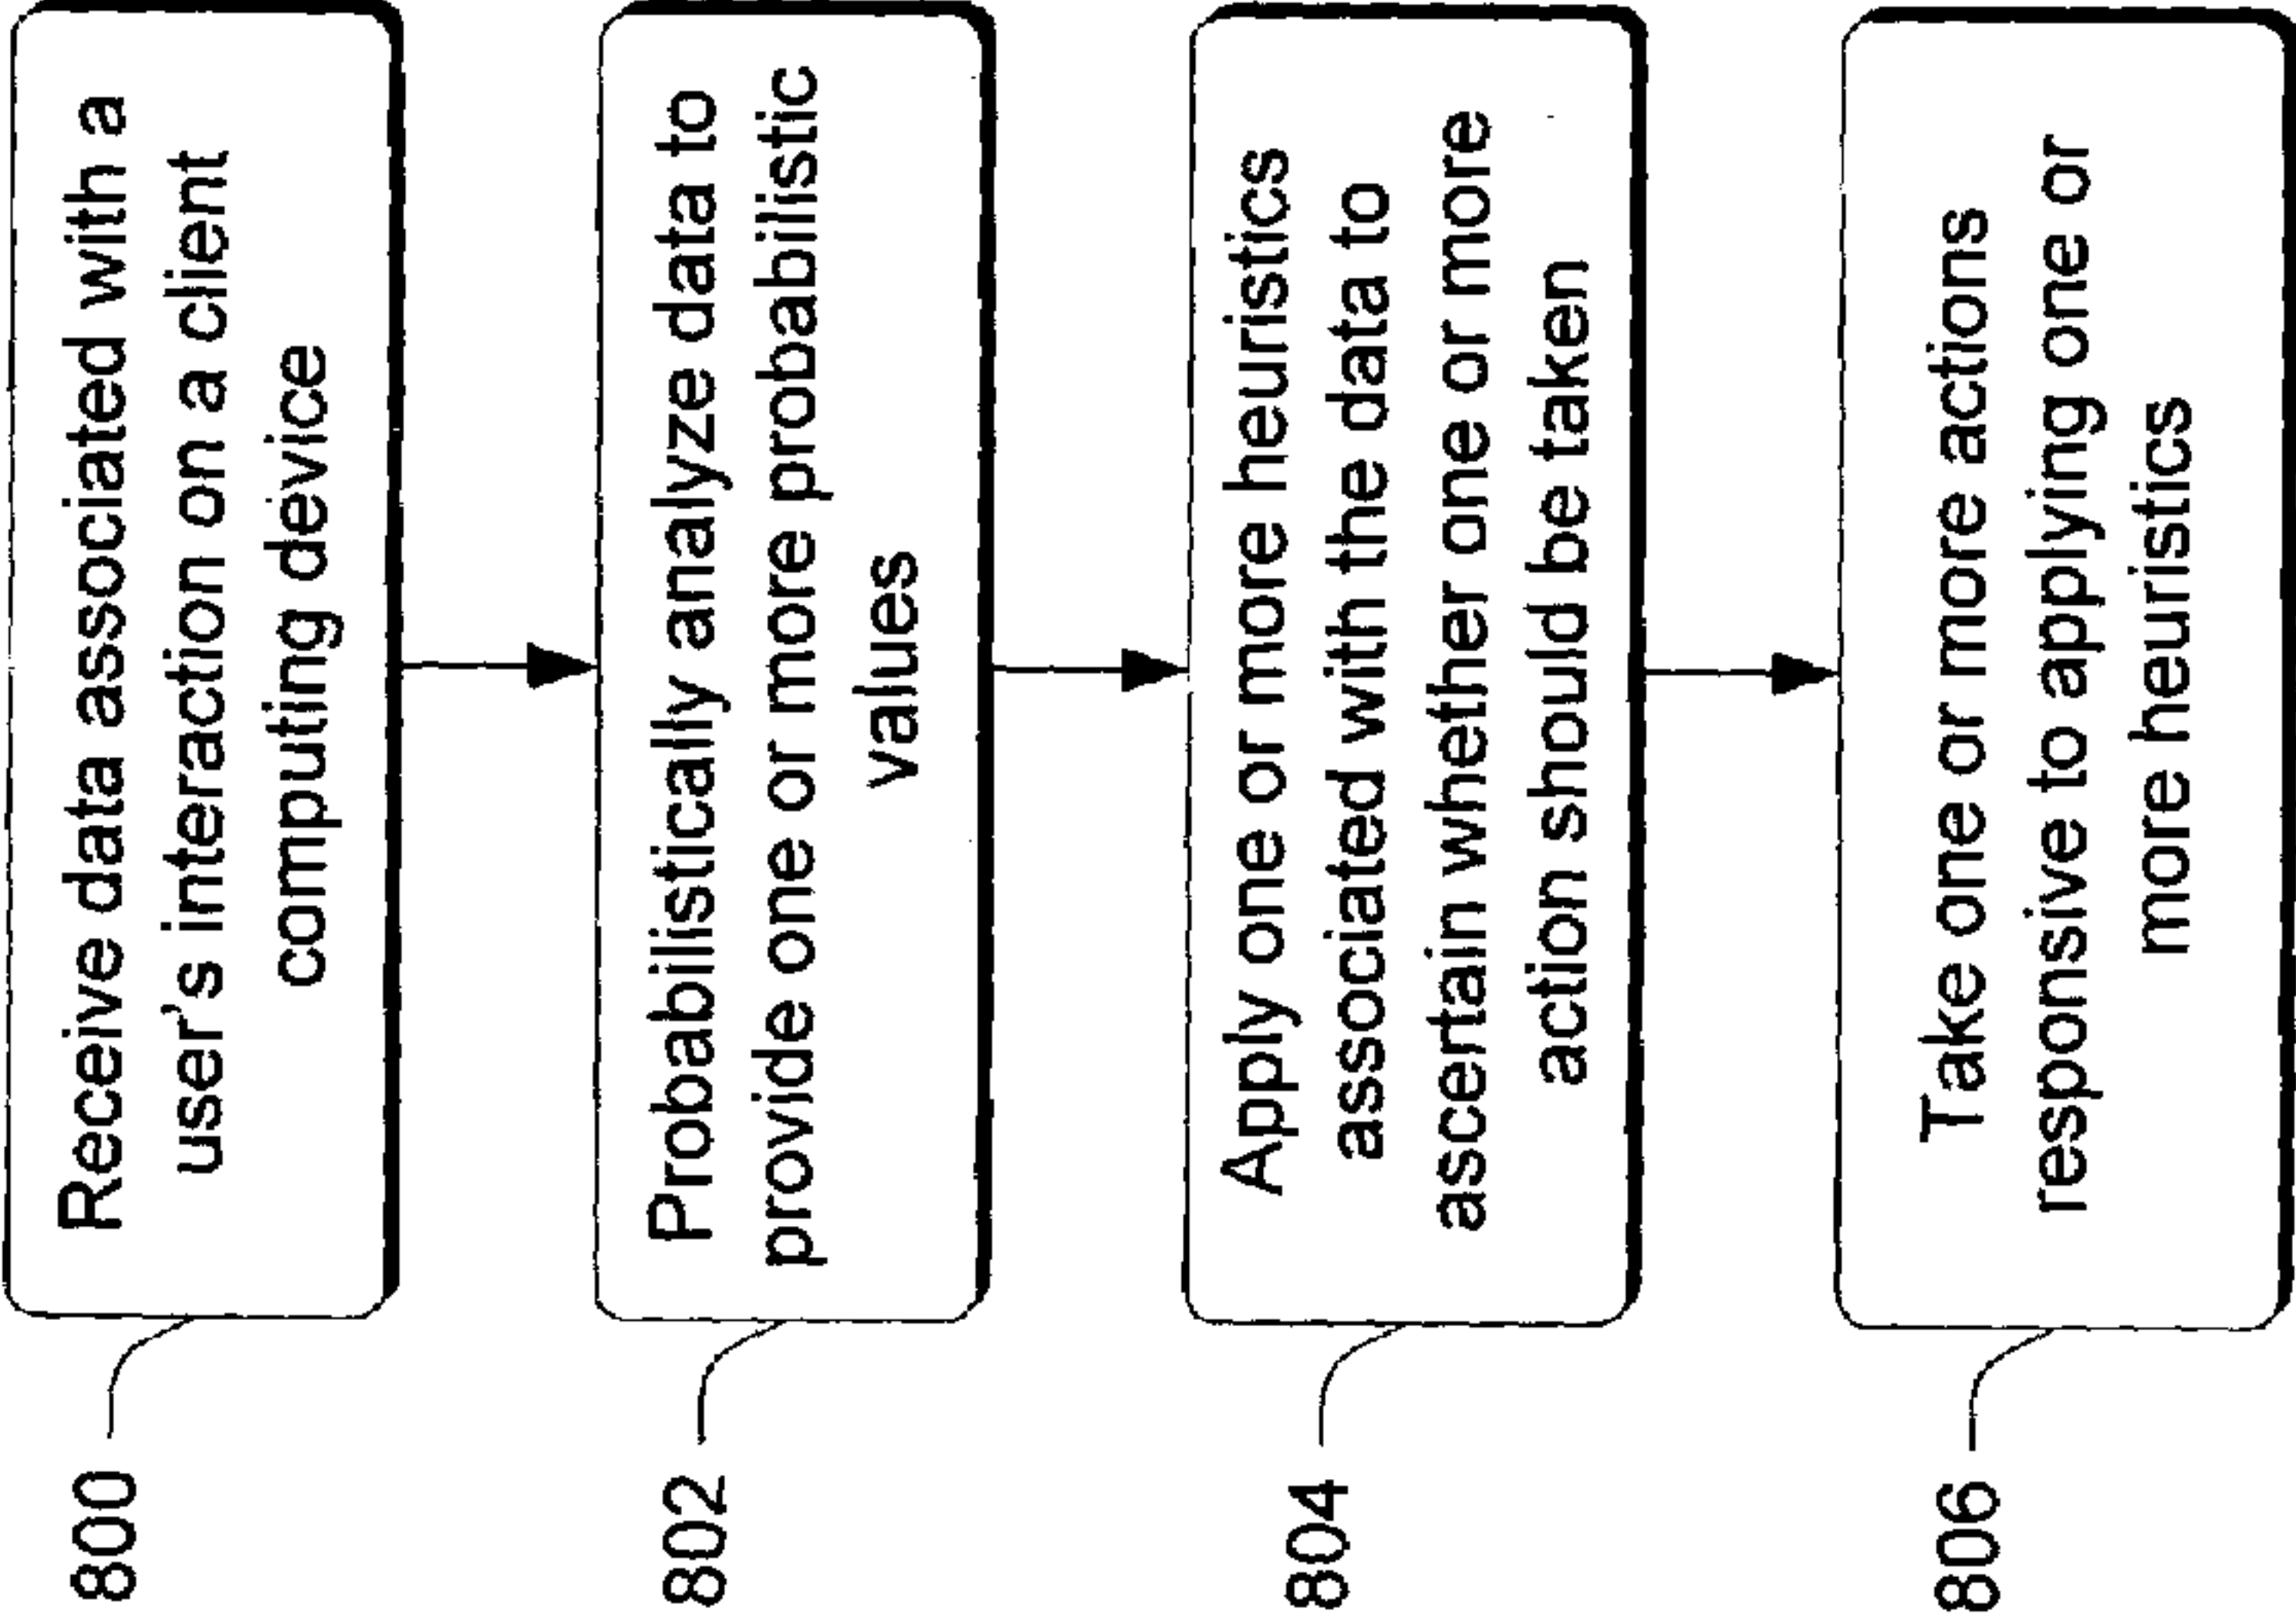 800
Receive data associated with a
user's interaction on a client
computing device
802
Probabilistically analyze data to
provide one or more probabilistic
values
804
Apply one or more heuristics
associated with the data to
ascertain whether one or more
action should be taken
806
Take one or more actions
responsive to applying one or
more heuristics